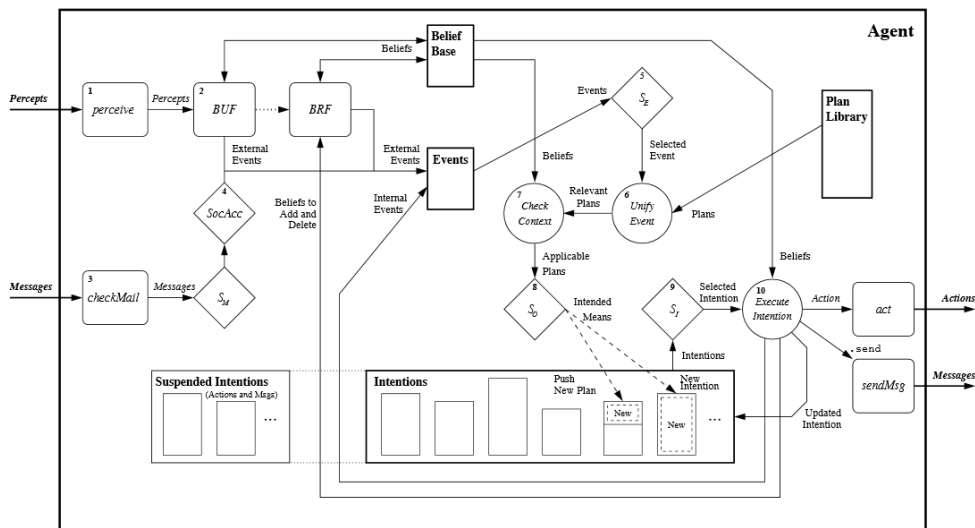 Agent
Belief
Base
Beliefs
5
Events
S_E
Plan
Library
1
perceive
Percepts
Percepts
2
BUF
BRF
External
Events
External
Events
Events
Selected
Event
Beliefs
4
SocAcc
Beliefs to
Add and
Delete
Internal
Events
7
Check
Context
Relevant
Plans
6
Unify
Event
Plans
Applicable
Plans
Beliefs
Messages
3
checkMail
Messages
S_M
8
S_O
Intended
Means
9
S_I
Selected
Intention
10
Execute
Intention
Action
act
Actions
.send
sendMsg
Messages
Intentions
Suspended Intentions
(Actions and Msgs)
...
Intentions
Push
New Plan
New
Intention
New
New
...
Updated
Intention